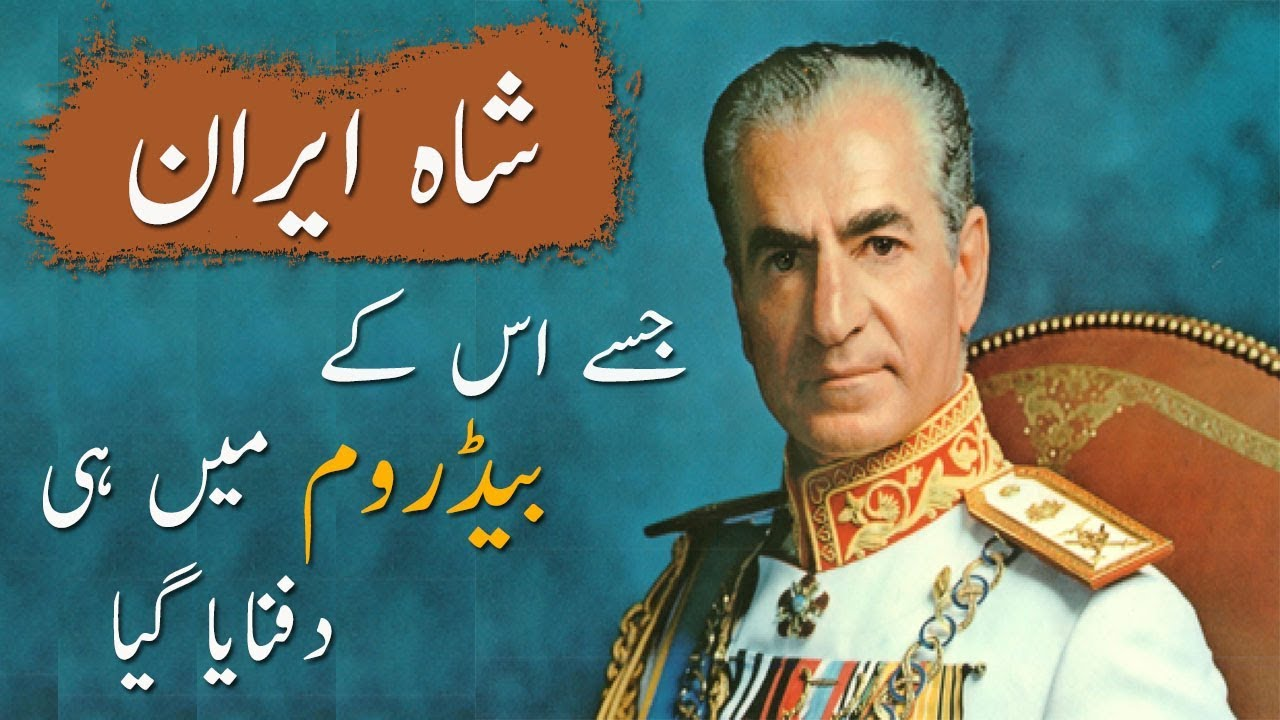 شاہ ایران
جسے اس کے
بیڈروم میں ہی
دفنایا گیا